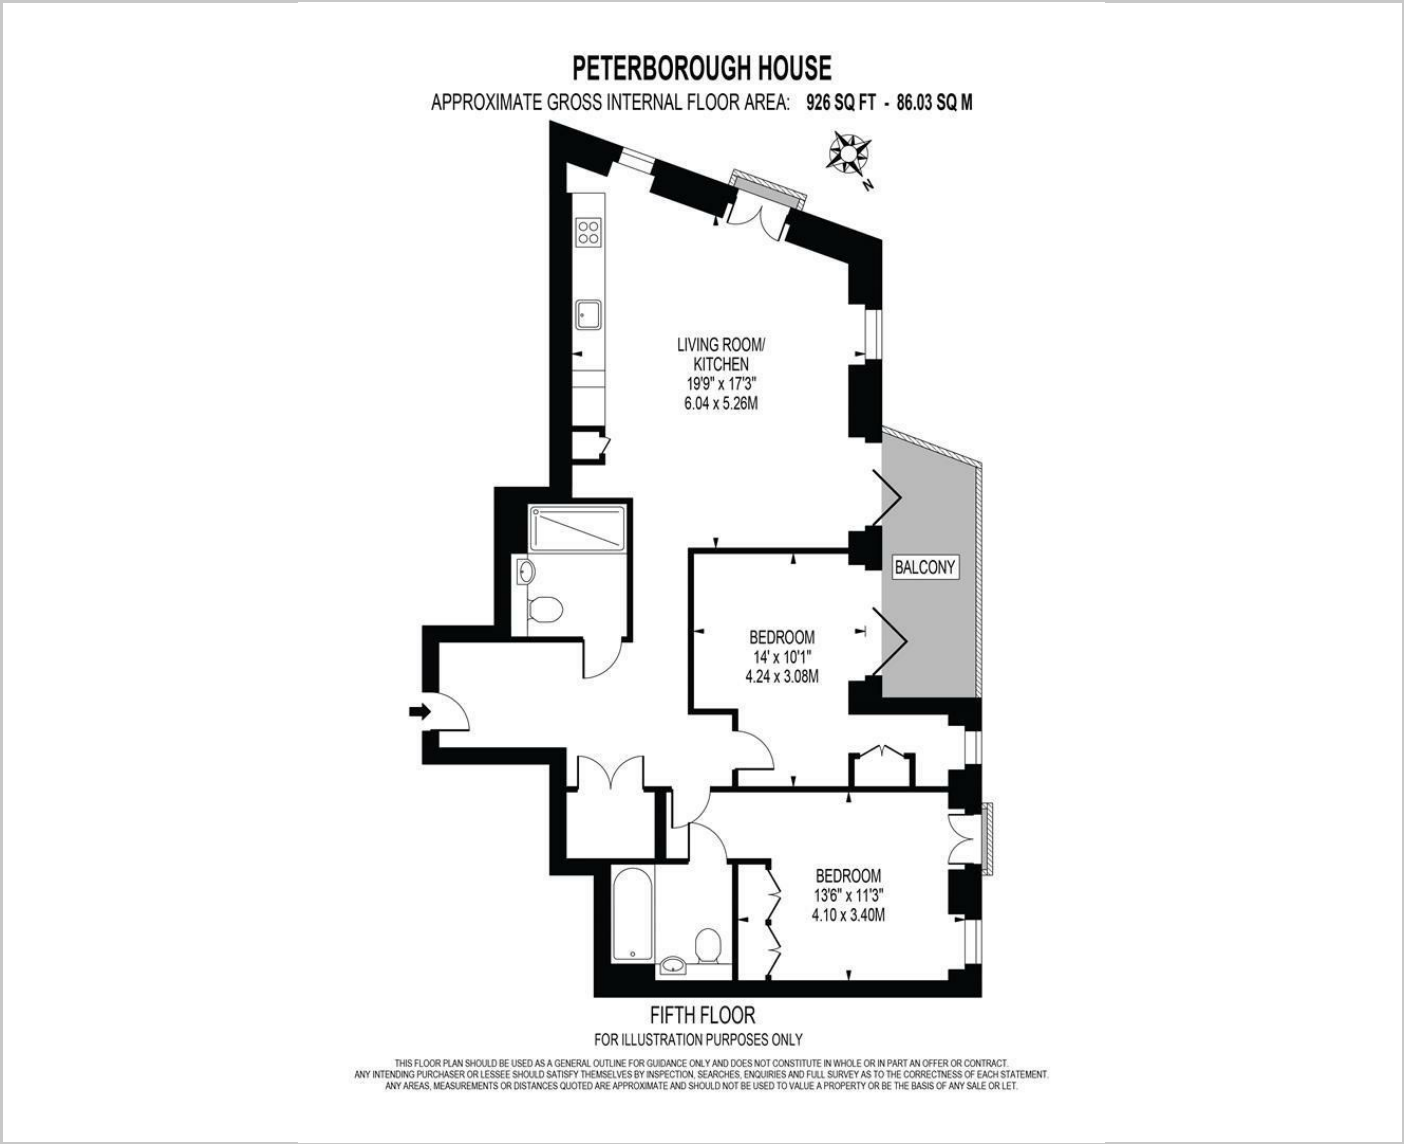 PETERBOROUGH HOUSE
APPROXIMATE GROSS INTERNAL FLOOR AREA: 926 SQ FT - 86.03 SQ M
N
LIVING ROOM/
KITCHEN
19'9" x 17'3"
6.04 x 5.26M
BALCONY
BEDROOM
14' x 10'1"
4.24 x 3.08M
BEDROOM
13'6" x 11'3"
4.10 x 3.40M
FIFTH FLOOR
FOR ILLUSTRATION PURPOSES ONLY
THIS FLOOR PLAN SHOULD BE USED AS A GENERAL OUTLINE FOR GUIDANCE ONLY AND DOES NOT CONSTITUTE IN WHOLE OR IN PART AN OFFER OR CONTRACT.
ANY INTENDING PURCHASER OR LESSEE SHOULD SATISFY THEMSELVES BY INSPECTION, SEARCHES, ENQUIRIES AND FULL SURVEY AS TO THE CORRECTNESS OF EACH STATEMENT.
ANY AREAS, MEASUREMENTS OR DISTANCES QUOTED ARE APPROXIMATE AND SHOULD NOT BE USED TO VALUE A PROPERTY OR BE THE BASIS OF ANY SALE OR LET.